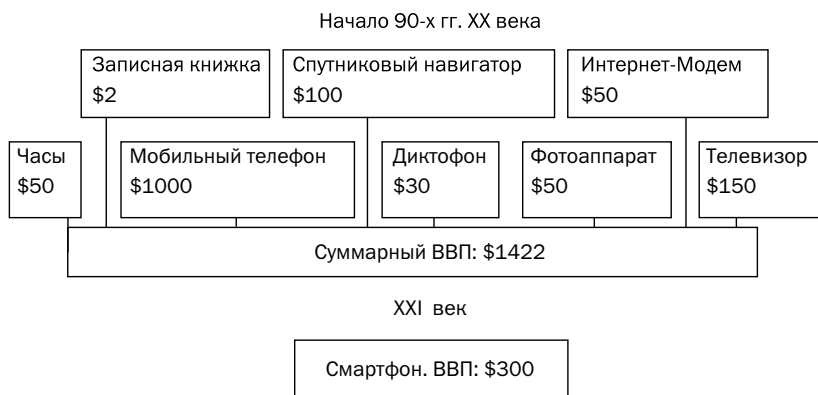 Начало 90-х гг. XX века
Записная книжка
$2
Спутниковый навигатор
$100
Интернет-Модем
$50
Часы
$50
Мобильный телефон
$1000
Диктофон
$30
Фотоаппарат
$50
Телевизор
$150
Суммарный ВВП: $1422
XXI век
Смартфон. ВВП: $300